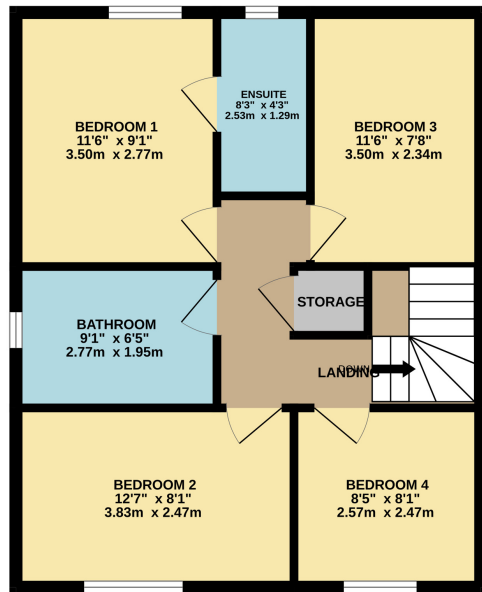 BEDROOM 1
11'6" x 9'1"
3.50m x 2.77m
ENSUITE
8'3" x 4'3"
2.53m x 1.29m
BEDROOM 3
11'6" x 7'8"
3.50m x 2.34m
BATHROOM
9'1" x 6'5"
2.77m x 1.95m
STORAGE
DOWN
LANDING
BEDROOM 2
12'7" x 8'1"
3.83m x 2.47m
BEDROOM 4
8'5" x 8'1"
2.57m x 2.47m